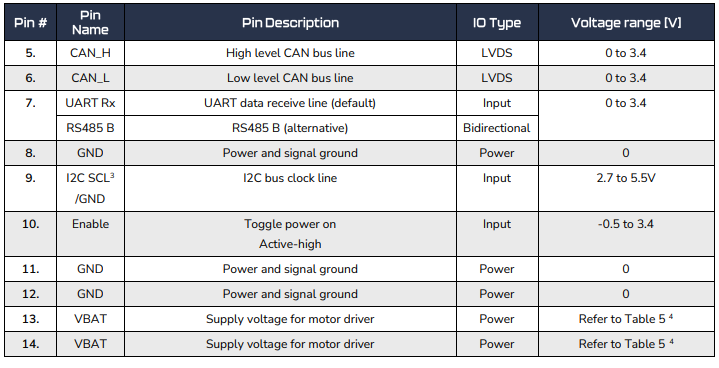 Pin # Pin Name Pin Description IO Type Voltage range [V]
5. CAN_H High level CAN bus line LVDS 0 to 3.4
6. CAN_L Low level CAN bus line LVDS 0 to 3.4
7. UART Rx UART data receive line (default) Input 0 to 3.4
RS485 B RS485 B (alternative) Bidirectional
8. GND Power and signal ground Power 0
9. I2C SCL³ I2C bus clock line Input 2.7 to 5.5V
/GND
10. Enable Toggle power on Input -0.5 to 3.4
Active-high
11. GND Power and signal ground Power 0
12. GND Power and signal ground Power 0
13. VBAT Supply voltage for motor driver Power Refer to Table 5 ⁴
14. VBAT Supply voltage for motor driver Power Refer to Table 5 ⁴